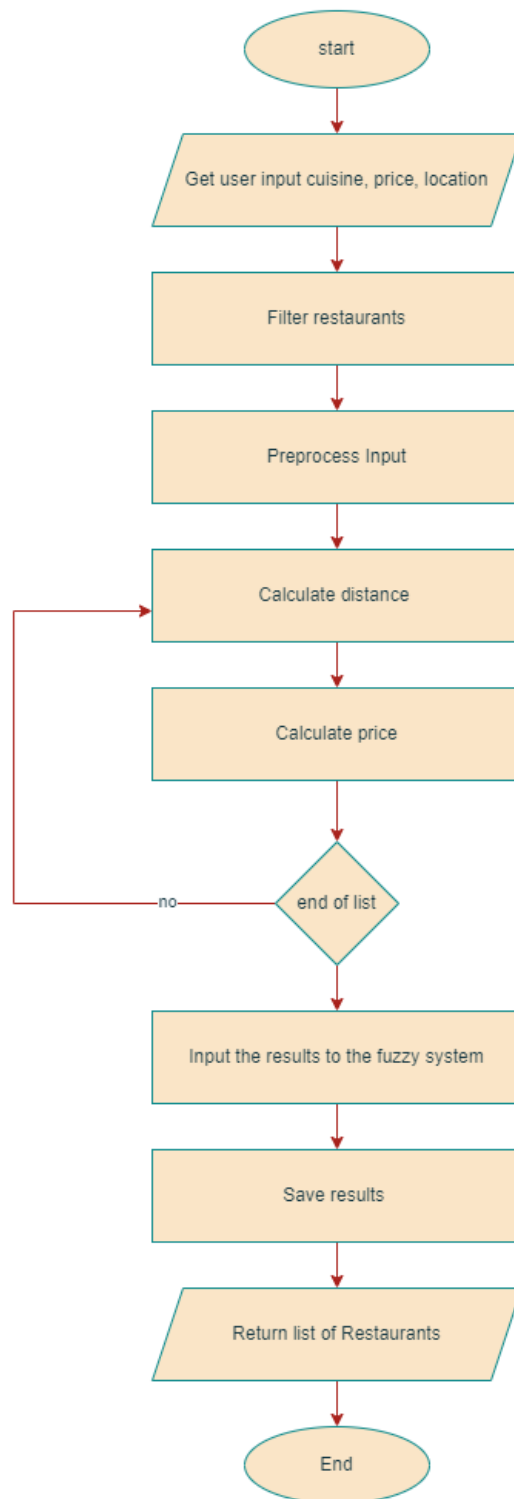 start
Get user input cuisine, price, location
Filter restaurants
Preprocess Input
Calculate distance
Calculate price
end of list
no
Input the results to the fuzzy system
Save results
Return list of Restaurants
End